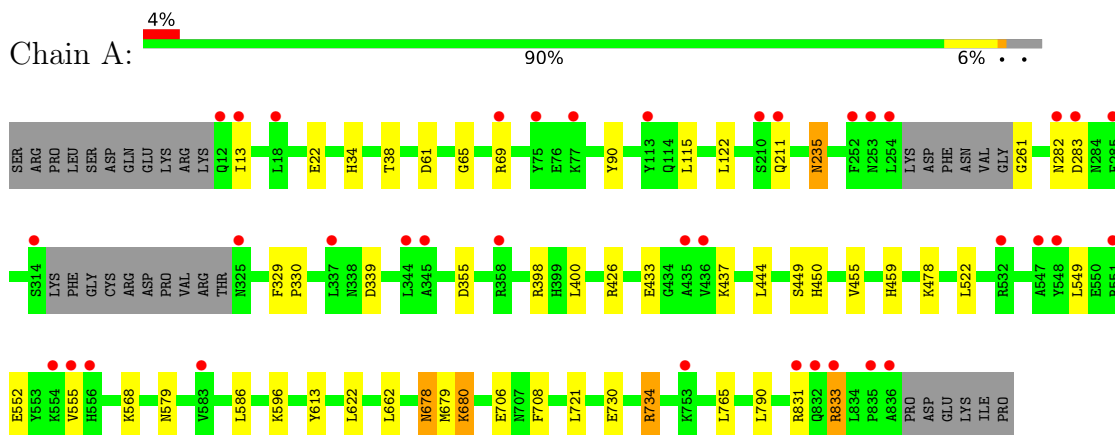 4%
Chain A:
90% 6% • •
SER ARG PRO LEU SER ASP GLN GLU LYS ARG LYS Q12 I13 L18 E22 H34 T38 D61 G65 R69 Y75 E76 K77 Y90 Y113 Q114 L115 L122 S210 Q211 N235 F252 N253 L254 LYS ASP PHE ASN VAL GLY G261 N282 D283 N284 E285
S314 LYS PHE GLY CYS ARG ASP PRO VAL ARG THR N325 F329 P330 L337 N338 D339 L344 A345 D355 R358 R398 H399 L400 R426 E433 G434 A435 V436 K437 L444 S449 H450 V455 H459 K478 L522 R532 A547 Y548 L549 E550 P551
E552 Y553 K554 V555 H556 K568 N579 V583 L586 K596 Y613 L622 L662 N678 M679 K680 E706 N707 F708 L721 E730 R734 K753 L765 L790 R831 Q832 R833 L834 P835 A836 PRO ASP GLU LYS ILE PRO